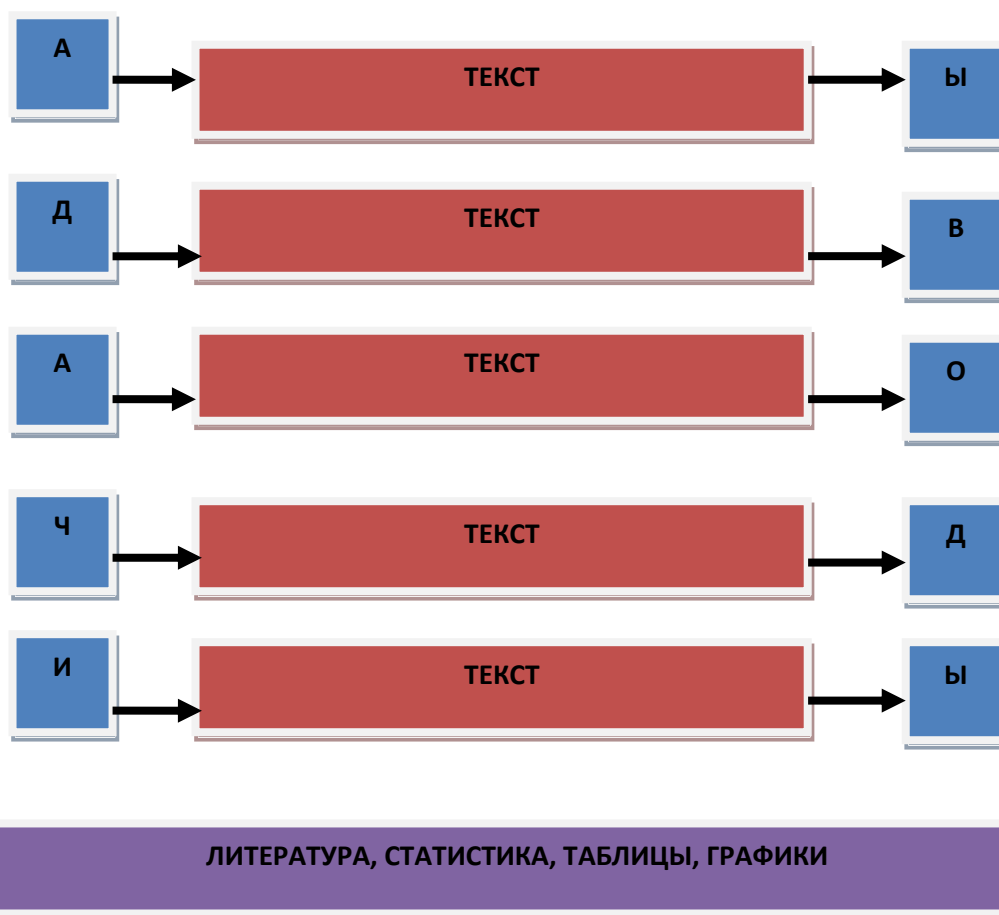 А ТЕКСТ Ы
Д ТЕКСТ В
А ТЕКСТ О
Ч ТЕКСТ Д
И ТЕКСТ Ы
ЛИТЕРАТУРА, СТАТИСТИКА, ТАБЛИЦЫ, ГРАФИКИ